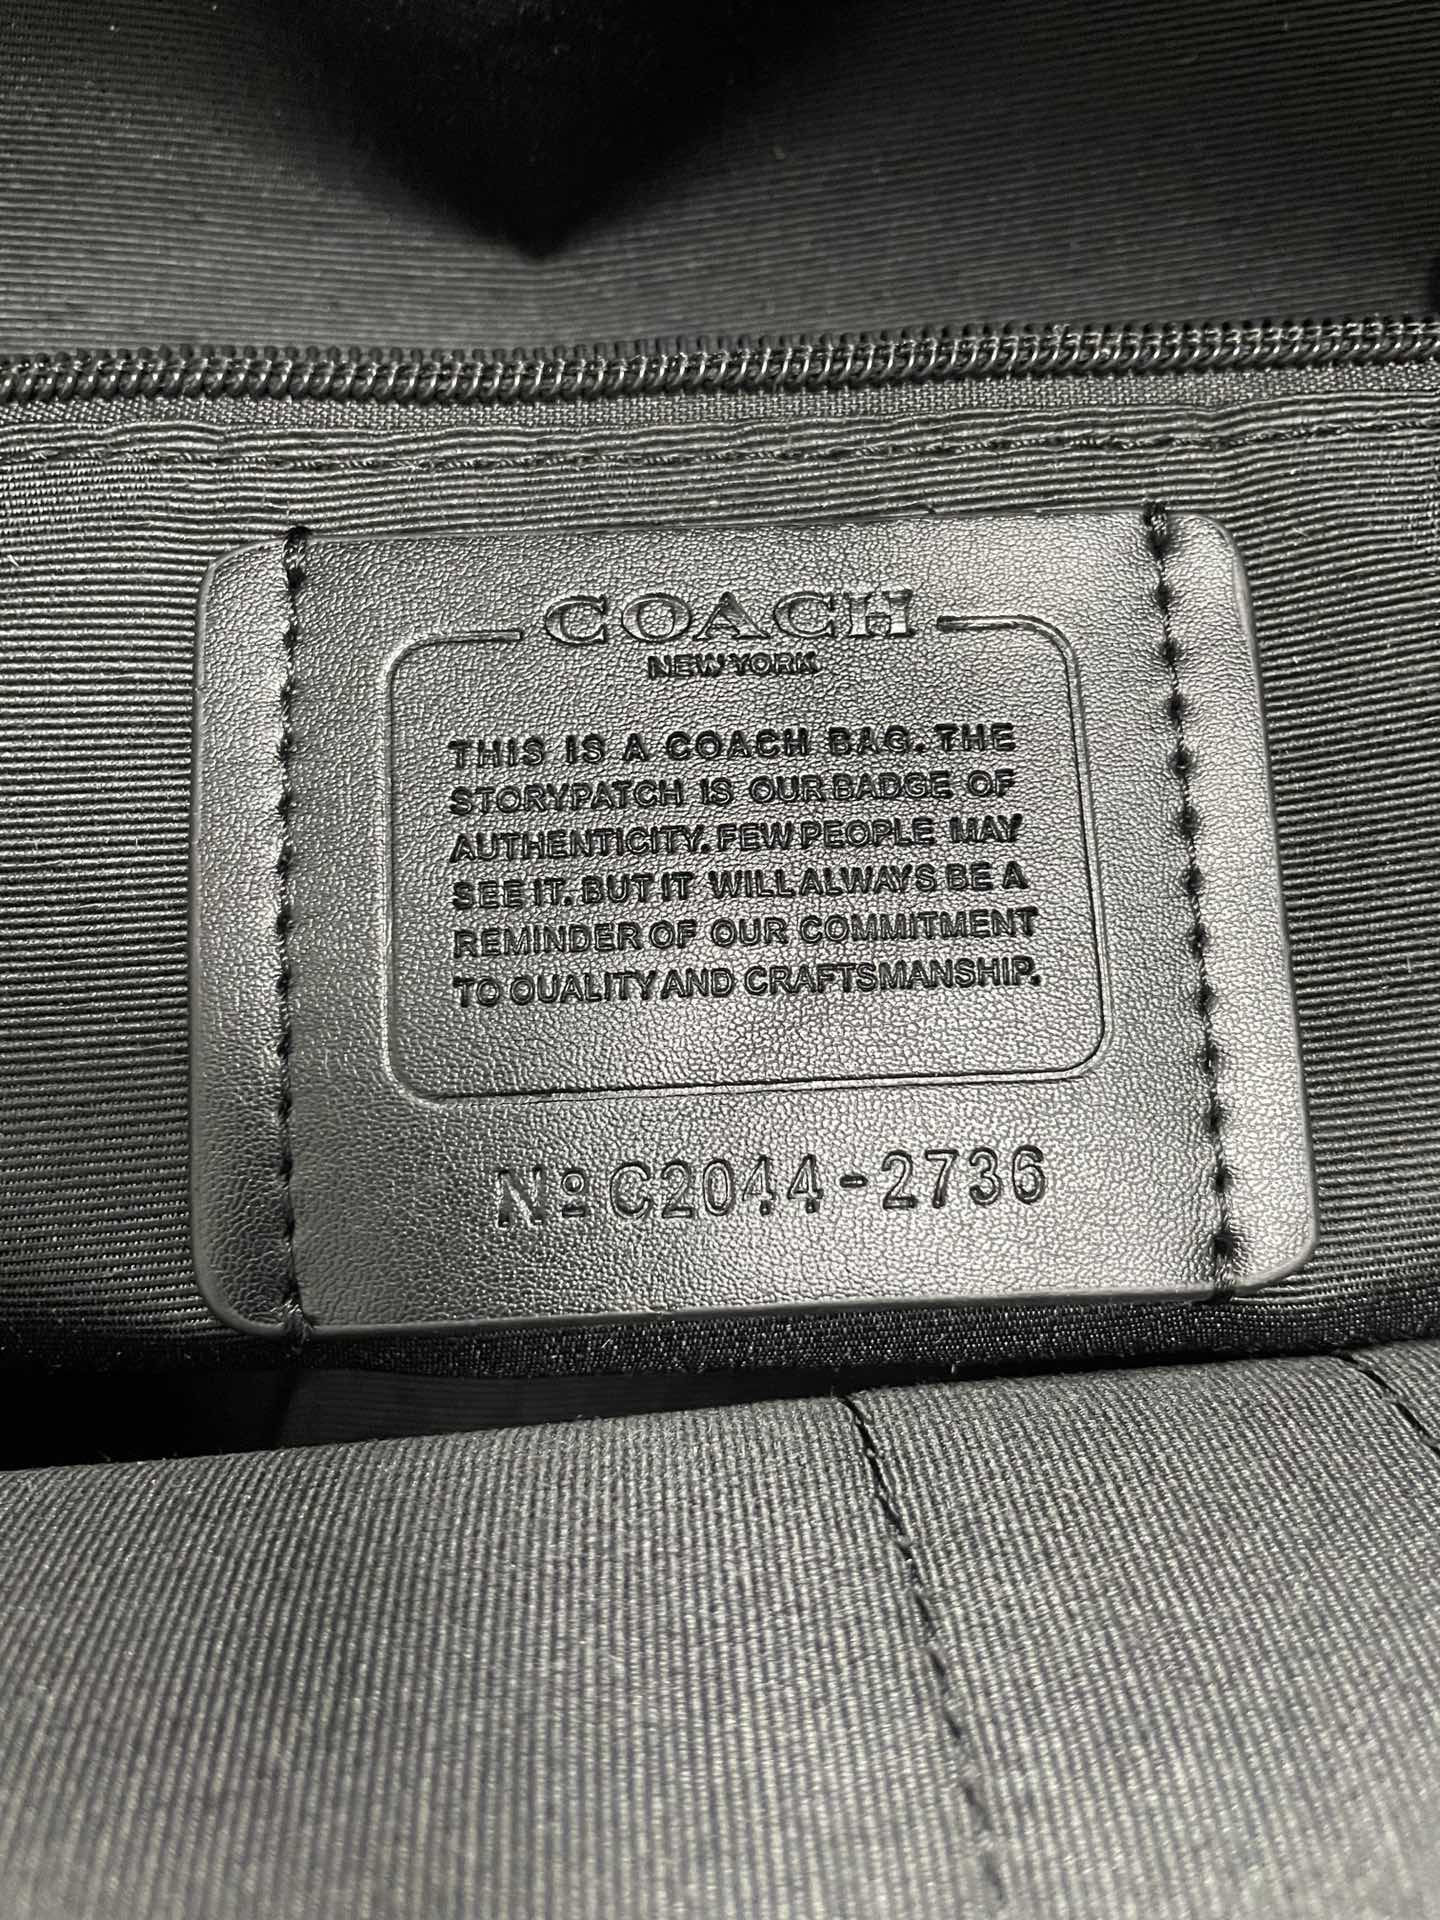 COACH
NEW YORK
THIS IS A COACH BAG. THE
STORYPATCH IS OUR BADGE OF
AUTHENTICITY. FEW PEOPLE MAY
SEE IT. BUT IT WILL ALWAYS BE A
REMINDER OF OUR COMMITMENT
TO QUALITY AND CRAFTSMANSHIP.
Nº C2044-2736